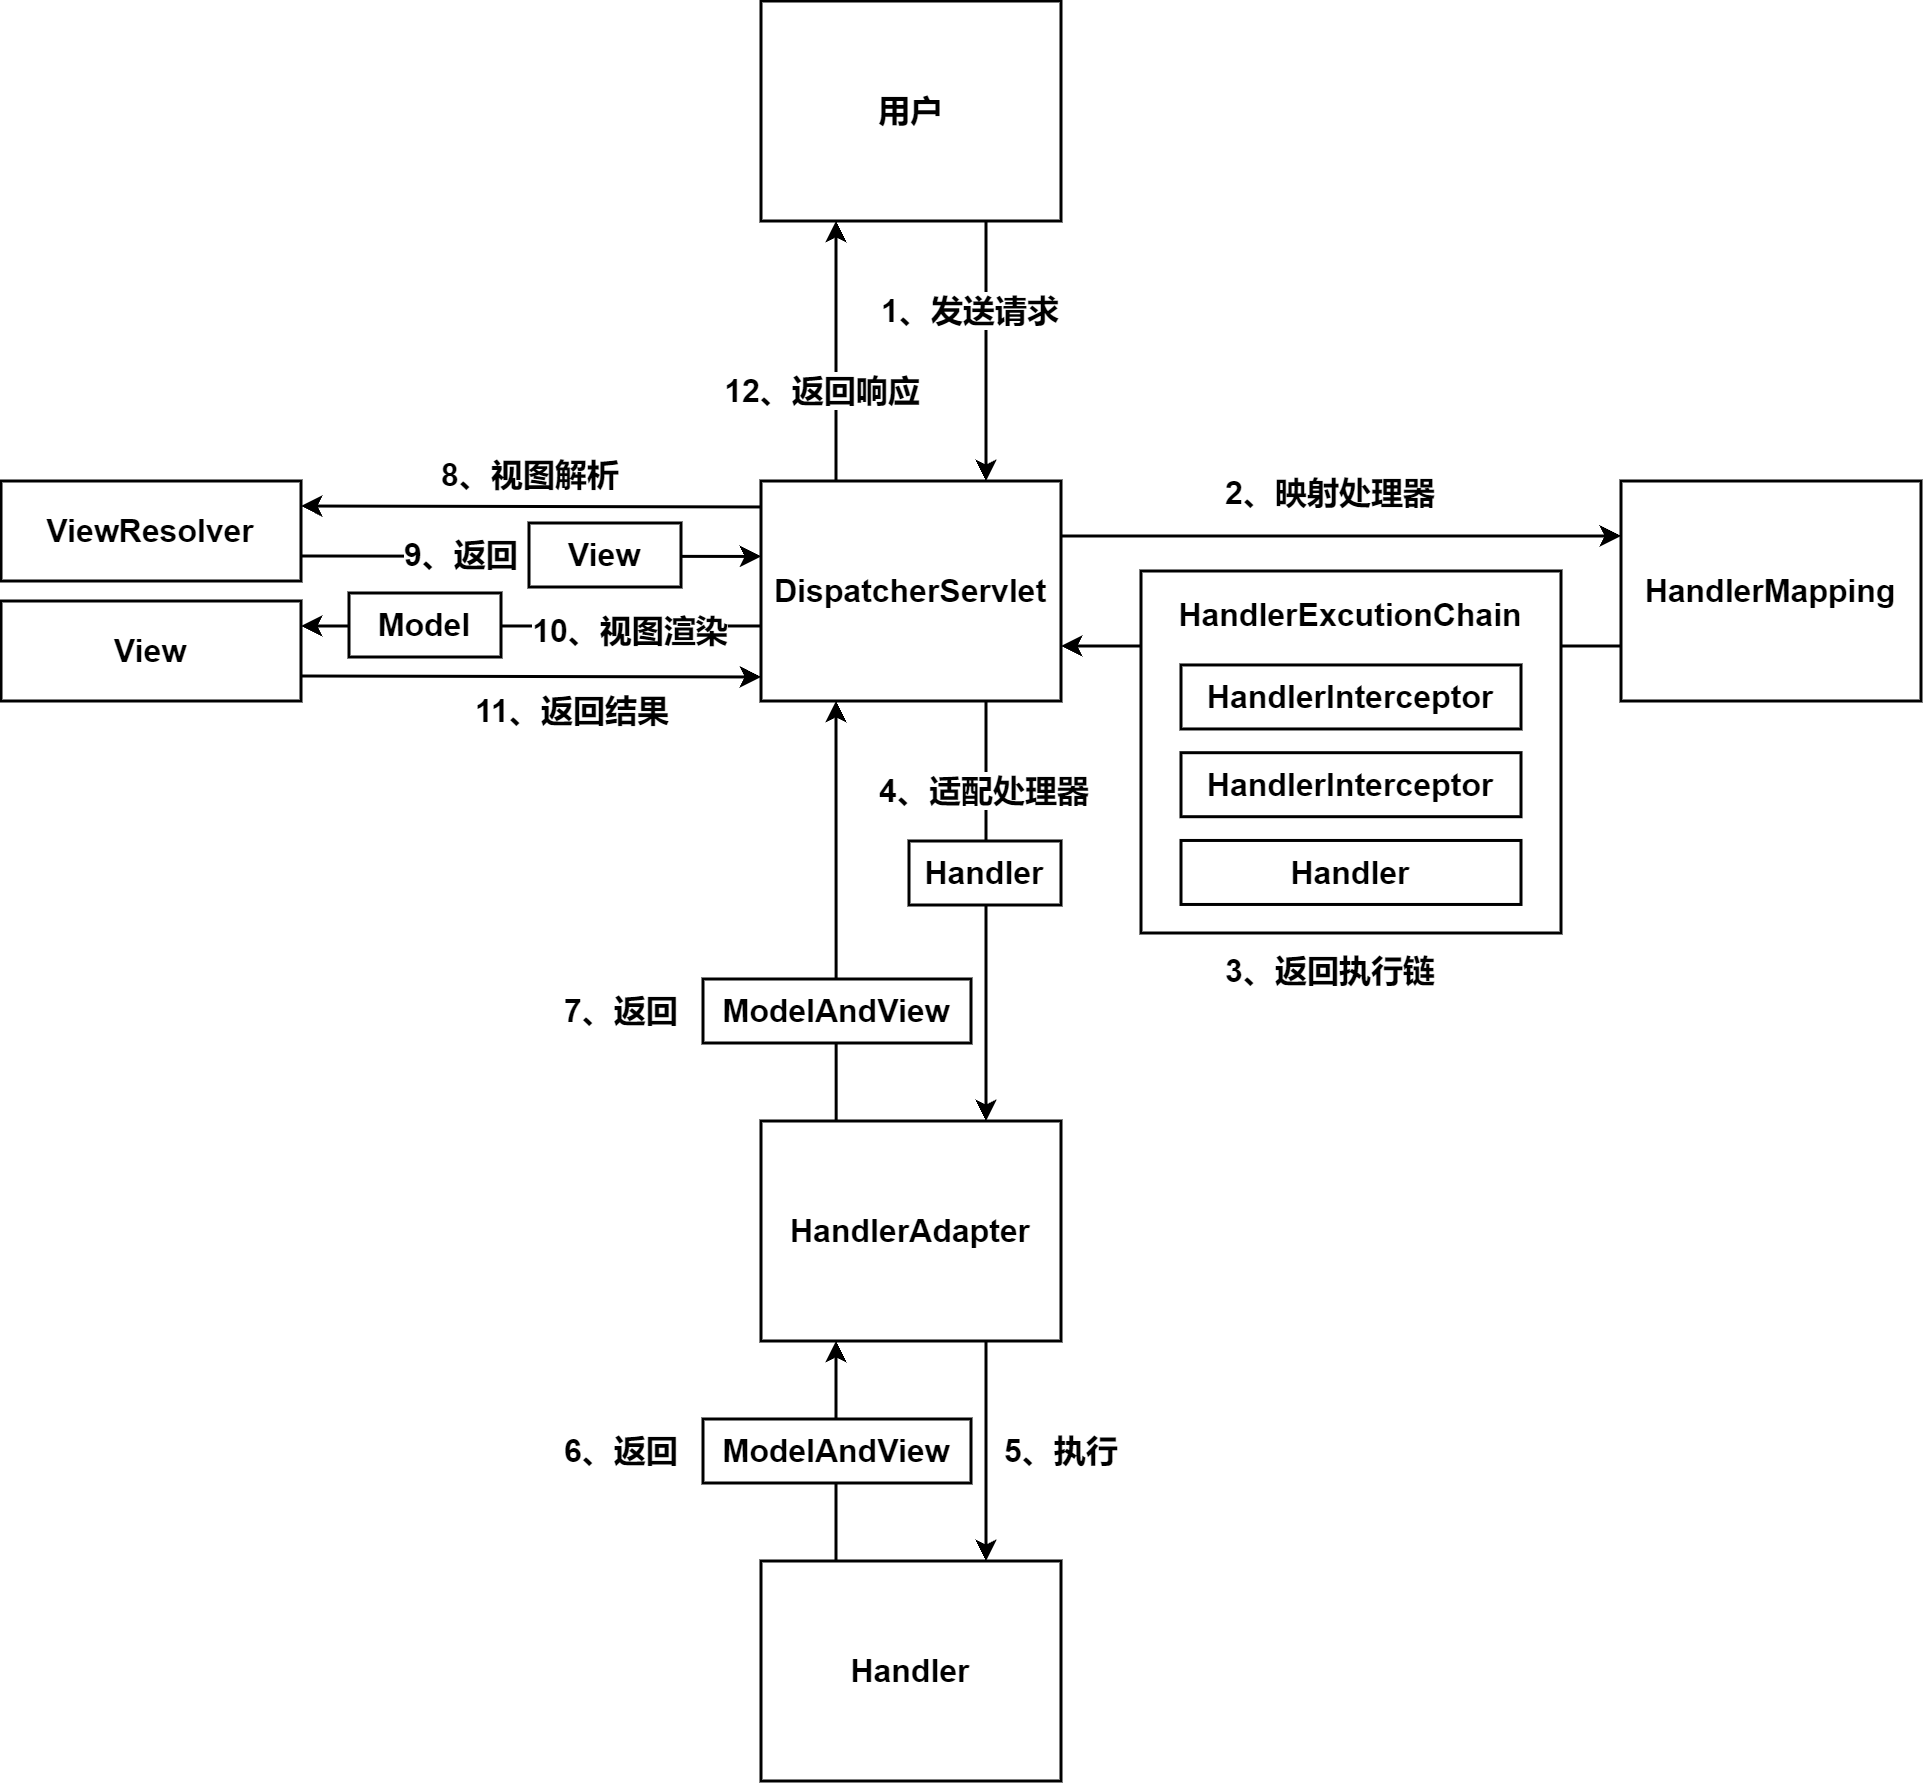 用户
1、发送请求
12、返回响应
8、视图解析
2、映射处理器
ViewResolver
9、返回
View
DispatcherServlet
HandlerMapping
HandlerExcutionChain
Model
10、视图渲染
View
HandlerInterceptor
11、返回结果
HandlerInterceptor
4、适配处理器
Handler
Handler
3、返回执行链
7、返回
ModelAndView
HandlerAdapter
6、返回
ModelAndView
5、执行
Handler